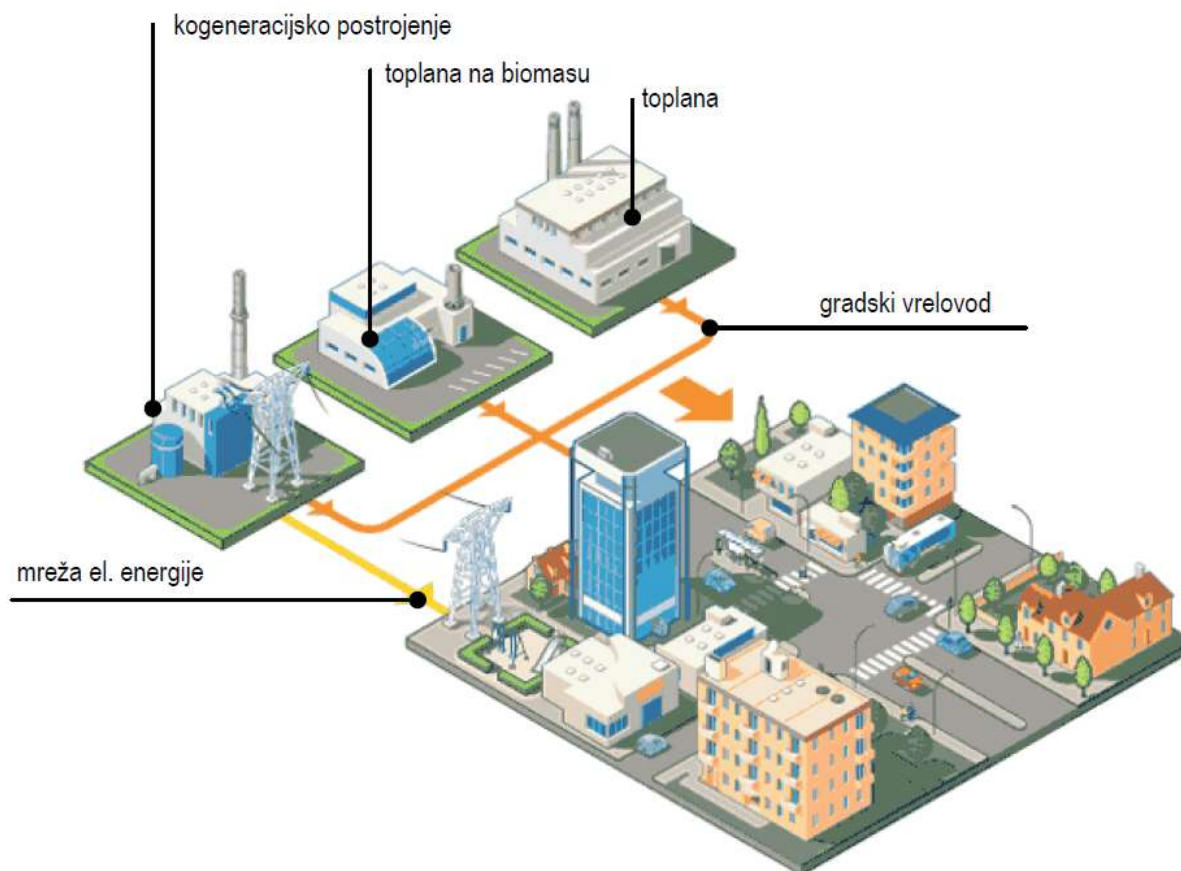 kogeneracijsko postrojenje
toplana na biomasu
toplana
gradski vrelovod
mreža el. energije